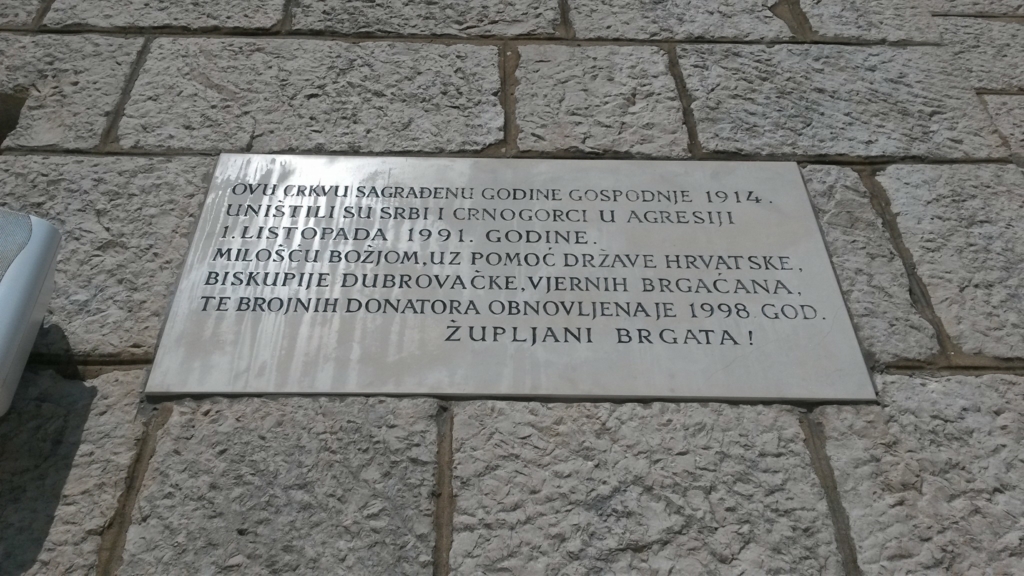 OVU CRKVU SAGRAĐENU GODINE GOSPODNJE 1914.
UNIŠTILI SU SRBI I CRNOGORCI U AGRESIJI
1. LISTOPADA 1991. GODINE.
MILOŠĆU BOŽJOM, UZ POMOĆ DRŽAVE HRVATSKE,
BISKUPIJE DUBROVAČKE, VJERNIH BRGAĆANA,
TE BROJNIH DONATORA OBNOVLJENA JE 1998 GOD.
ŽUPLJANI BRGATA!